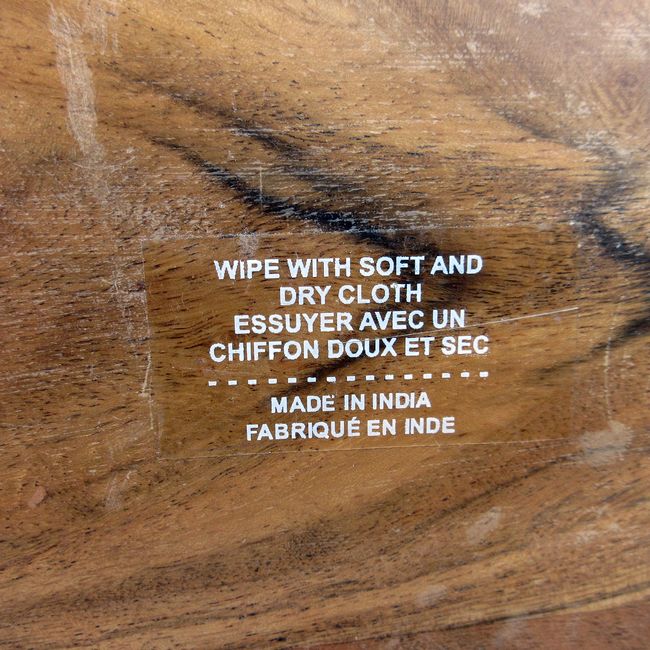 WIPE WITH SOFT AND
DRY CLOTH
ESSUYER AVEC UN
CHIFFON DOUX ET SEC
MADE IN INDIA
FABRIQUÉ EN INDE